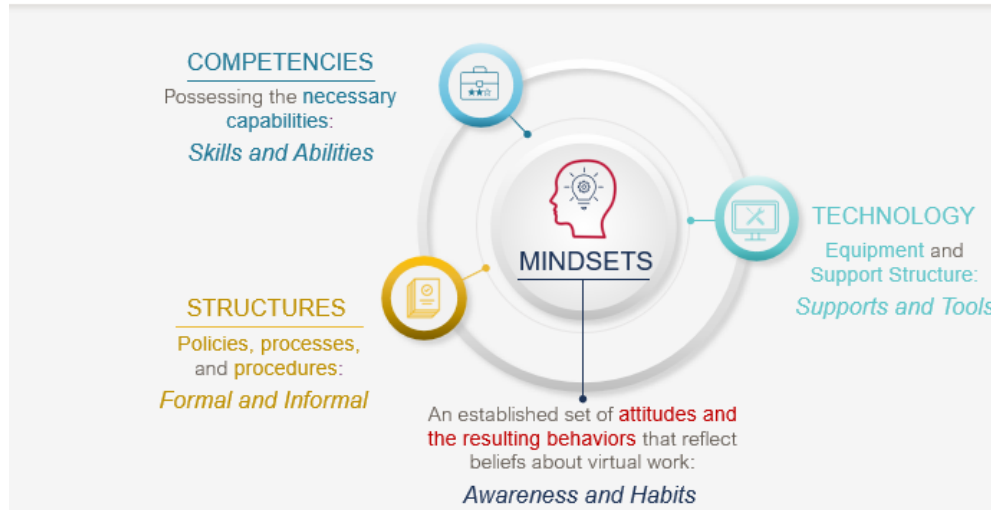 COMPETENCIES
Possessing the necessary
capabilities:
Skills and Abilities
MINDSETS
TECHNOLOGY
Equipment and
Support Structure:
Supports and Tools
STRUCTURES
Policies, processes,
and procedures:
Formal and Informal
An established set of attitudes and
the resulting behaviors that reflect
beliefs about virtual work:
Awareness and Habits